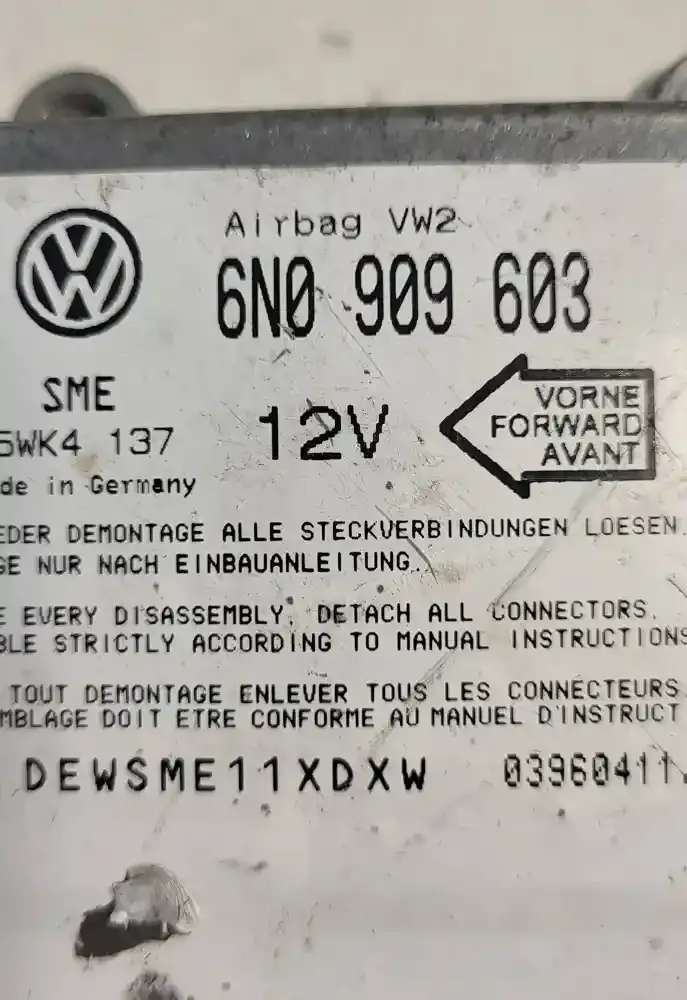 Airbag VW2
6N0 909 603
SME
5WK4 137
12V
VORNE
FORWARD
AVANT
de in Germany
EDER DEMONTAGE ALLE STECKVERBINDUNGEN LOESEN.
GE NUR NACH EINBAUANLEITUNG.
E EVERY DISASSEMBLY, DETACH ALL CONNECTORS.
BLE STRICTLY ACCORDING TO MANUAL INSTRUCTIONS
TOUT DEMONTAGE ENLEVER TOUS LES CONNECTEURS.
MBLAGE DOIT ETRE CONFORME AU MANUEL D'INSTRUCT
DEWSME11XDXW 03960411